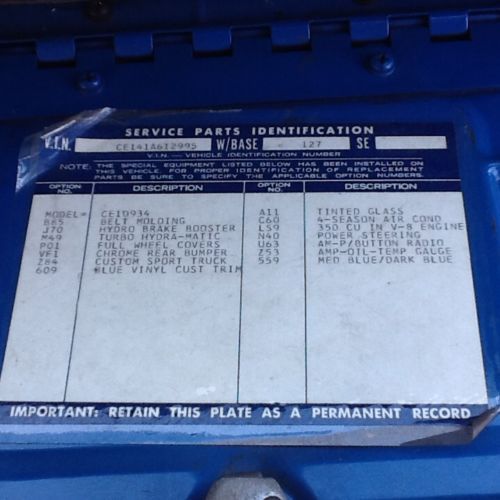 SERVICE PARTS IDENTIFICATION
V.I.N. CE141A612995 W/BASE 127 SE
V.I.N. — VEHICLE IDENTIFICATION NUMBER
NOTE: THE SPECIAL EQUIPMENT LISTED BELOW HAS BEEN INSTALLED ON
THIS VEHICLE. FOR PROPER IDENTIFICATION OF REPLACEMENT
PARTS BE SURE TO SPECIFY THE APPLICABLE OPTION NUMBERS.
OPTION NO. DESCRIPTION OPTION NO. DESCRIPTION
MODEL= CE10934 A11 TINTED GLASS
B85 BELT MOLDING C60 4-SEASON AIR COND
J70 HYDRO BRAKE BOOSTER LS9 350 CU IN V-8 ENGINE
M49 TURBO HYDRA-MATIC N40 POWER STEERING
P01 FULL WHEEL COVERS U63 AM-P/BUTTON RADIO
VF1 CHROME REAR BUMPER Z53 AMP-OIL-TEMP GAUGE
Z84 CUSTOM SPORT TRUCK 559 MED BLUE/DARK BLUE
609 BLUE VINYL CUST TRIM
IMPORTANT: RETAIN THIS PLATE AS A PERMANENT RECORD